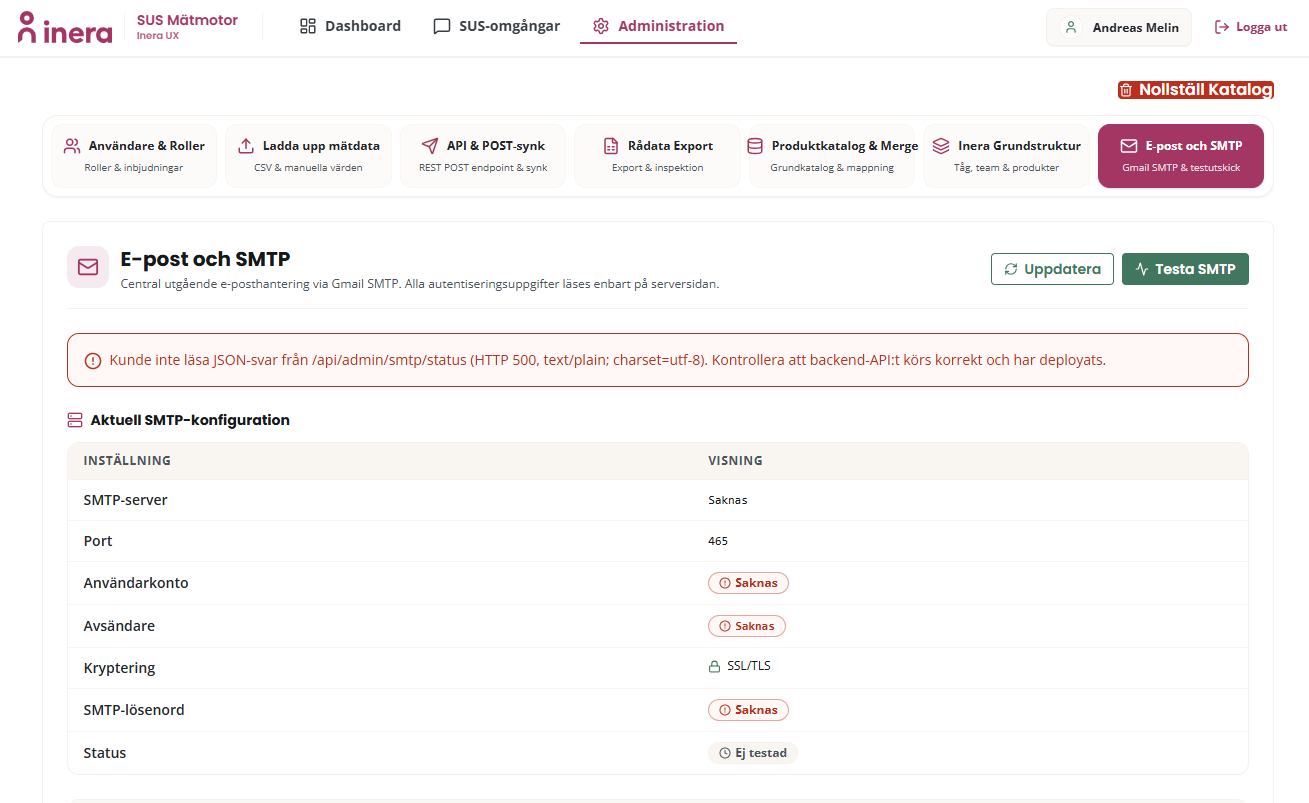 inera
SUS Mätmotor
Inera UX
Dashboard
SUS-omgångar
Administration
Andreas Melin
Logga ut
Nollställ Katalog
Användare & Roller
Roller & inbjudningar
Ladda upp mätdata
CSV & manuella värden
API & POST-synk
REST POST endpoint & synk
Rådata Export
Export & inspektion
Produktkatalog & Merge
Grundkatalog & mappning
Inera Grundstruktur
Tåg, team & produkter
E-post och SMTP
Gmail SMTP & testutskick
E-post och SMTP
Central utgående e-posthantering via Gmail SMTP. Alla autentiseringsuppgifter läses enbart på serversidan.
Uppdatera
Testa SMTP
Kunde inte läsa JSON-svar från /api/admin/smtp/status (HTTP 500, text/plain; charset=utf-8). Kontrollera att backend-API:t körs korrekt och har deployats.
Aktuell SMTP-konfiguration
INSTÄLLNING VISNING
SMTP-server Saknas
Port 465
Användarkonto Saknas
Avsändare Saknas
Kryptering SSL/TLS
SMTP-lösenord Saknas
Status Ej testad